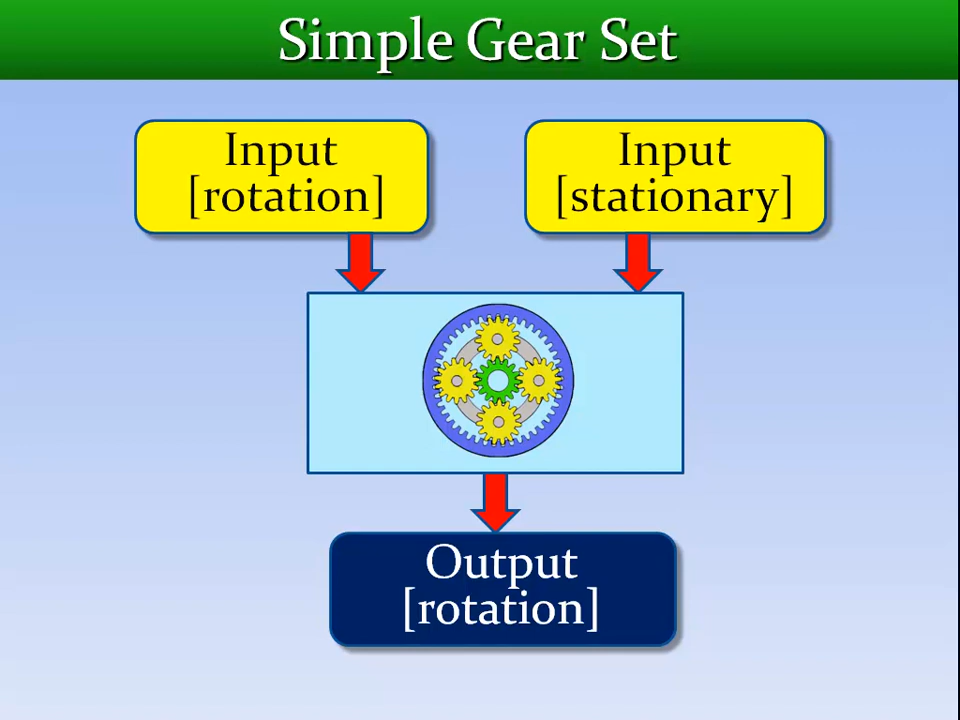 Simple Gear Set
Input
[rotation]
Input
[stationary]
Output
[rotation]